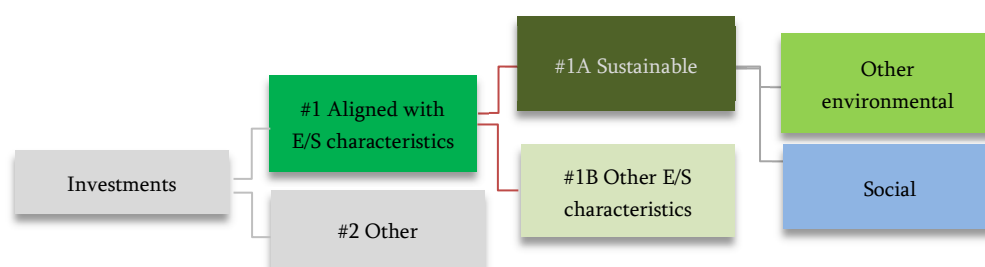 Investments
#1 Aligned with
E/S characteristics
#2 Other
#1A Sustainable
#1B Other E/S
characteristics
Other
environmental
Social